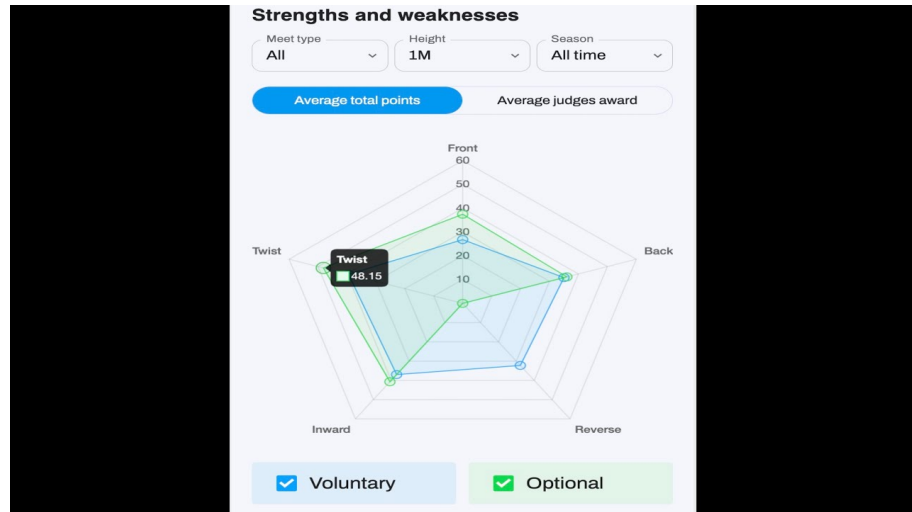 Strengths and weaknesses
Meet type
All
Height
1M
Season
All time
Average total points
Average judges award
Front
60
50
40
30
20
10
Twist
Back
Twist
48.15
Inward
Reverse
Voluntary
Optional